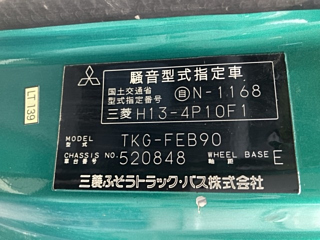 騒音型式指定車
国土交通省
型式指定番号 自N-1168
三菱 H13-4P10F1
MODEL
型式 TKG-FEB90
CHASSIS NO. 520848 WHEEL BASE E
車台番号 軸距
三菱ふそうトラック・バス株式会社
LT139